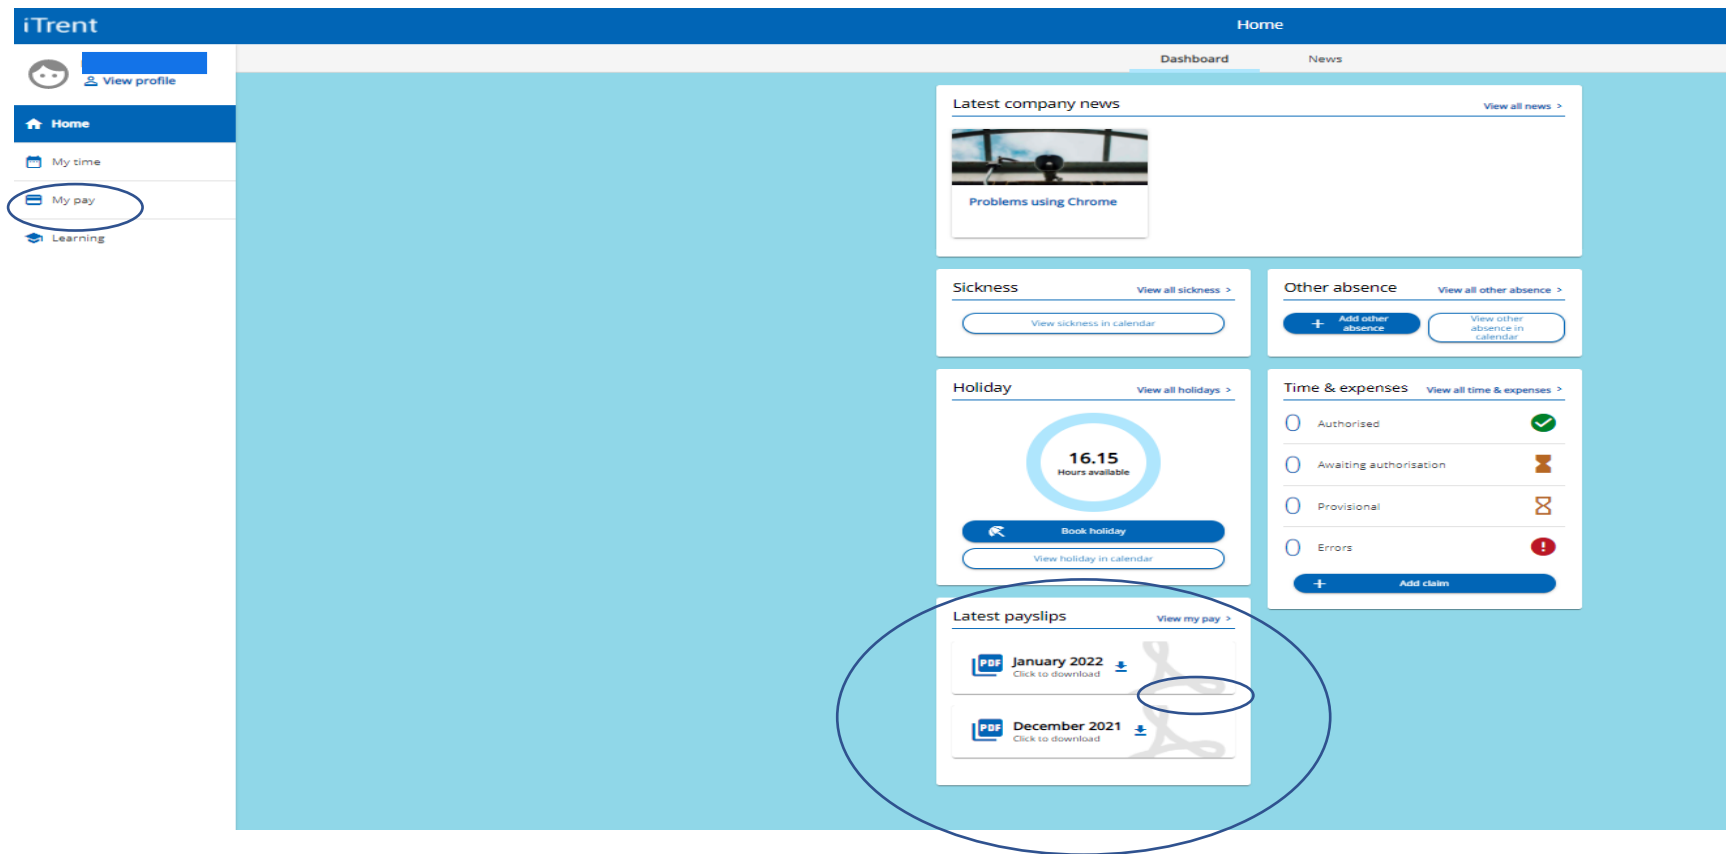 iTrent
Home
View profile
Dashboard
News
Home
My time
My pay
Learning
Latest company news
View all news >
Problems using Chrome
Sickness
View all sickness >
View sickness in calendar
Other absence
View all other absence >
+ Add other
absence
View other
absence in
calendar
Holiday
View all holidays >
16.15
Hours available
Book holiday
View holiday in calendar
Time & expenses
View all time & expenses >
0 Authorised
0 Awaiting authorisation
0 Provisional
0 Errors
+ Add claim
Latest payslips
View my pay >
PDF
January 2022
Click to download
PDF
December 2021
Click to download